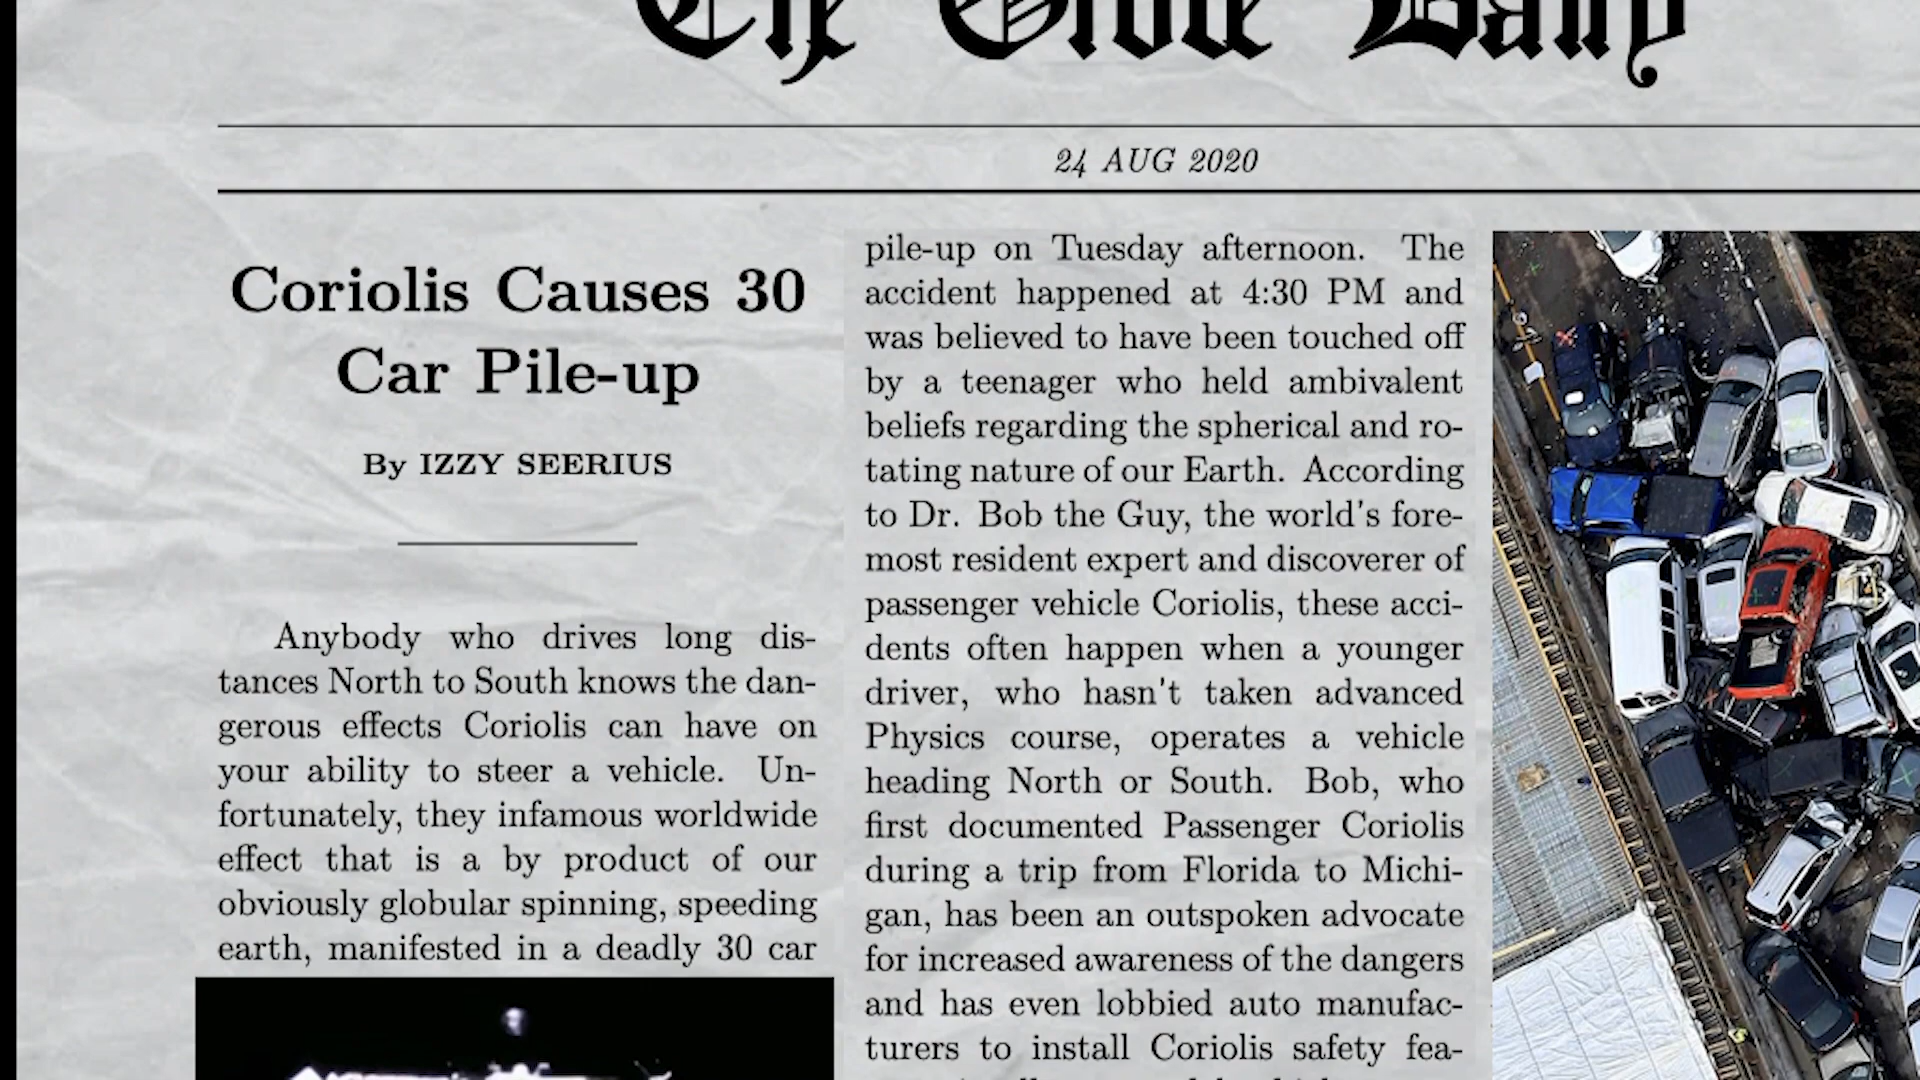 The Globe Daily
24 AUG 2020
Coriolis Causes 30
Car Pile-up
By IZZY SEERIUS
Anybody who drives long dis-
tances North to South knows the dan-
gerous effects Coriolis can have on
your ability to steer a vehicle. Un-
fortunately, they infamous worldwide
effect that is a by product of our
obviously globular spinning, speeding
earth, manifested in a deadly 30 car
pile-up on Tuesday afternoon. The
accident happened at 4:30 PM and
was believed to have been touched off
by a teenager who held ambivalent
beliefs regarding the spherical and ro-
tating nature of our Earth. According
to Dr. Bob the Guy, the world's fore-
most resident expert and discoverer of
passenger vehicle Coriolis, these acci-
dents often happen when a younger
driver, who hasn't taken advanced
Physics course, operates a vehicle
heading North or South. Bob, who
first documented Passenger Coriolis
during a trip from Florida to Michi-
gan, has been an outspoken advocate
for increased awareness of the dangers
and has even lobbied auto manufac-
turers to install Coriolis safety fea-